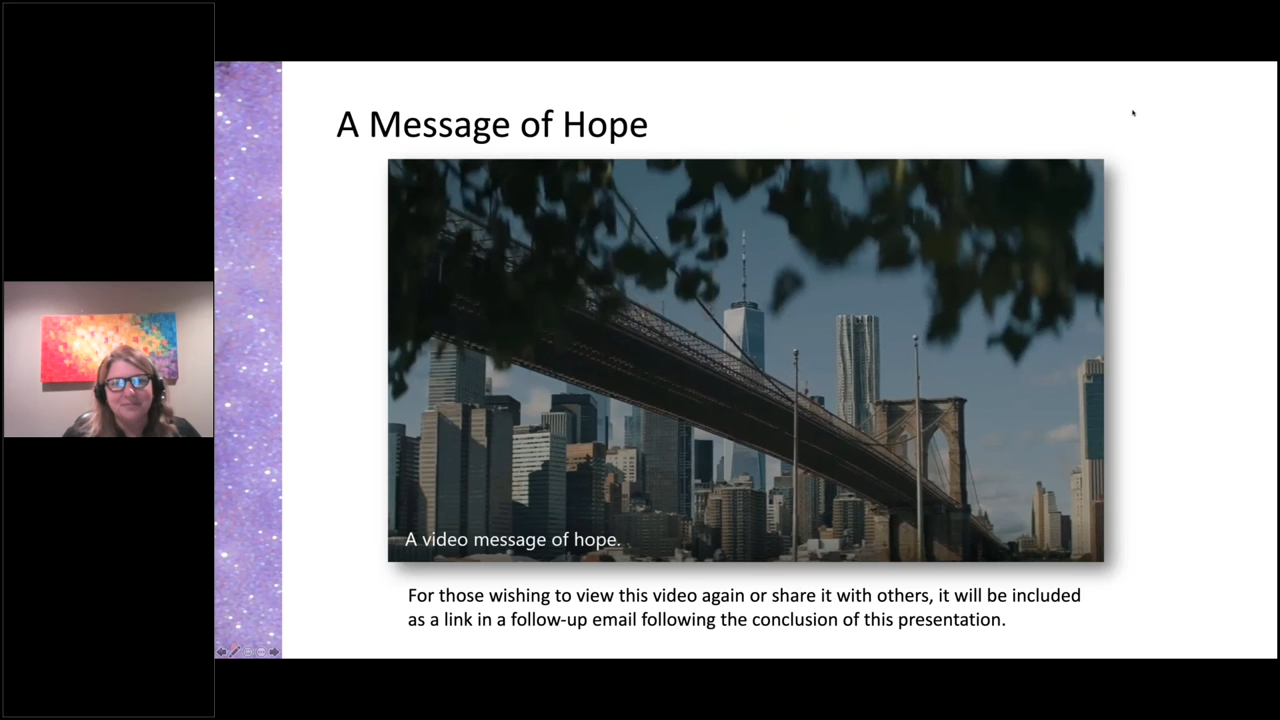 A Message of Hope
A video message of hope.
For those wishing to view this video again or share it with others, it will be included
as a link in a follow-up email following the conclusion of this presentation.